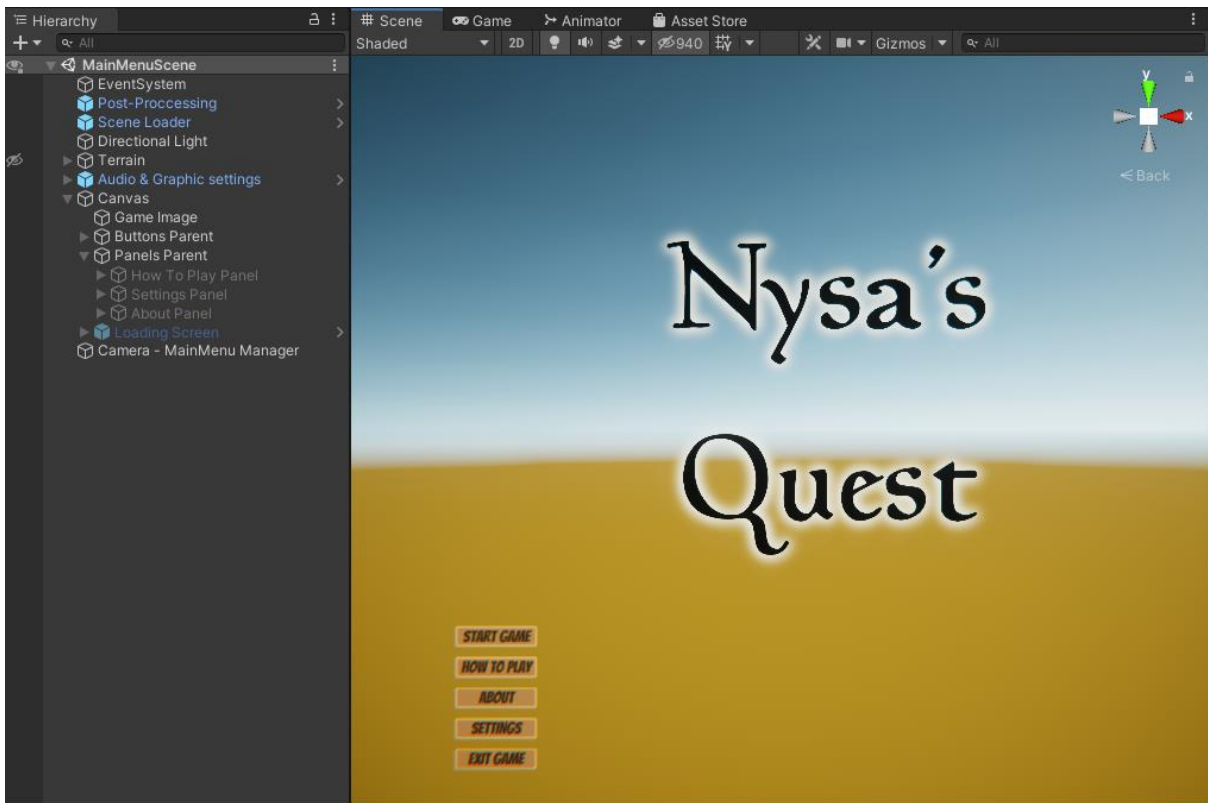 Hierarchy
All
MainMenuScene
EventSystem
Post-Proccessing
Scene Loader
Directional Light
Terrain
Audio & Graphic settings
Canvas
Game Image
Buttons Parent
Panels Parent
How To Play Panel
Settings Panel
About Panel
Loading Screen
Camera - MainMenu Manager
Scene Game Animator Asset Store
Shaded 2D 940 Gizmos All
y
x
Back
Nysa's
Quest
START GAME
HOW TO PLAY
ABOUT
SETTINGS
EXIT GAME